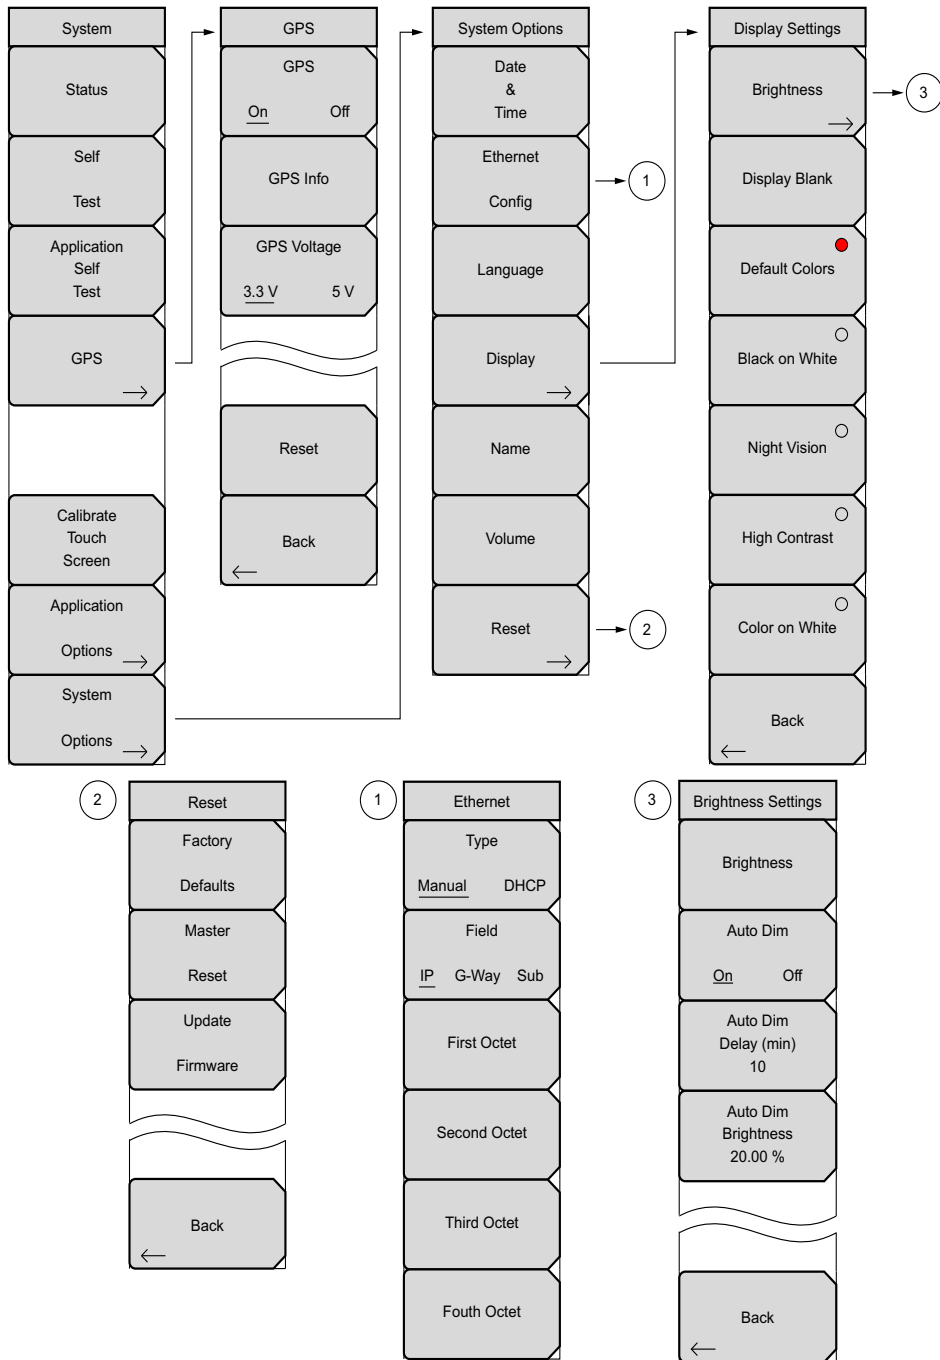 System
Status
Self
Test
Application
Self
Test
GPS
Calibrate
Touch
Screen
Application
Options
System
Options
GPS
GPS
On Off
GPS Info
GPS Voltage
3.3 V 5 V
Reset
Back
System Options
Date
&
Time
Ethernet
Config
1
Language
Display
Name
Volume
Reset
2
Display Settings
Brightness
3
Display Blank
Default Colors
Black on White
Night Vision
High Contrast
Color on White
Back
2
Reset
Factory
Defaults
Master
Reset
Update
Firmware
Back
1
Ethernet
Type
Manual DHCP
Field
IP G-Way Sub
First Octet
Second Octet
Third Octet
Fouth Octet
3
Brightness Settings
Brightness
Auto Dim
On Off
Auto Dim
Delay (min)
10
Auto Dim
Brightness
20.00 %
Back